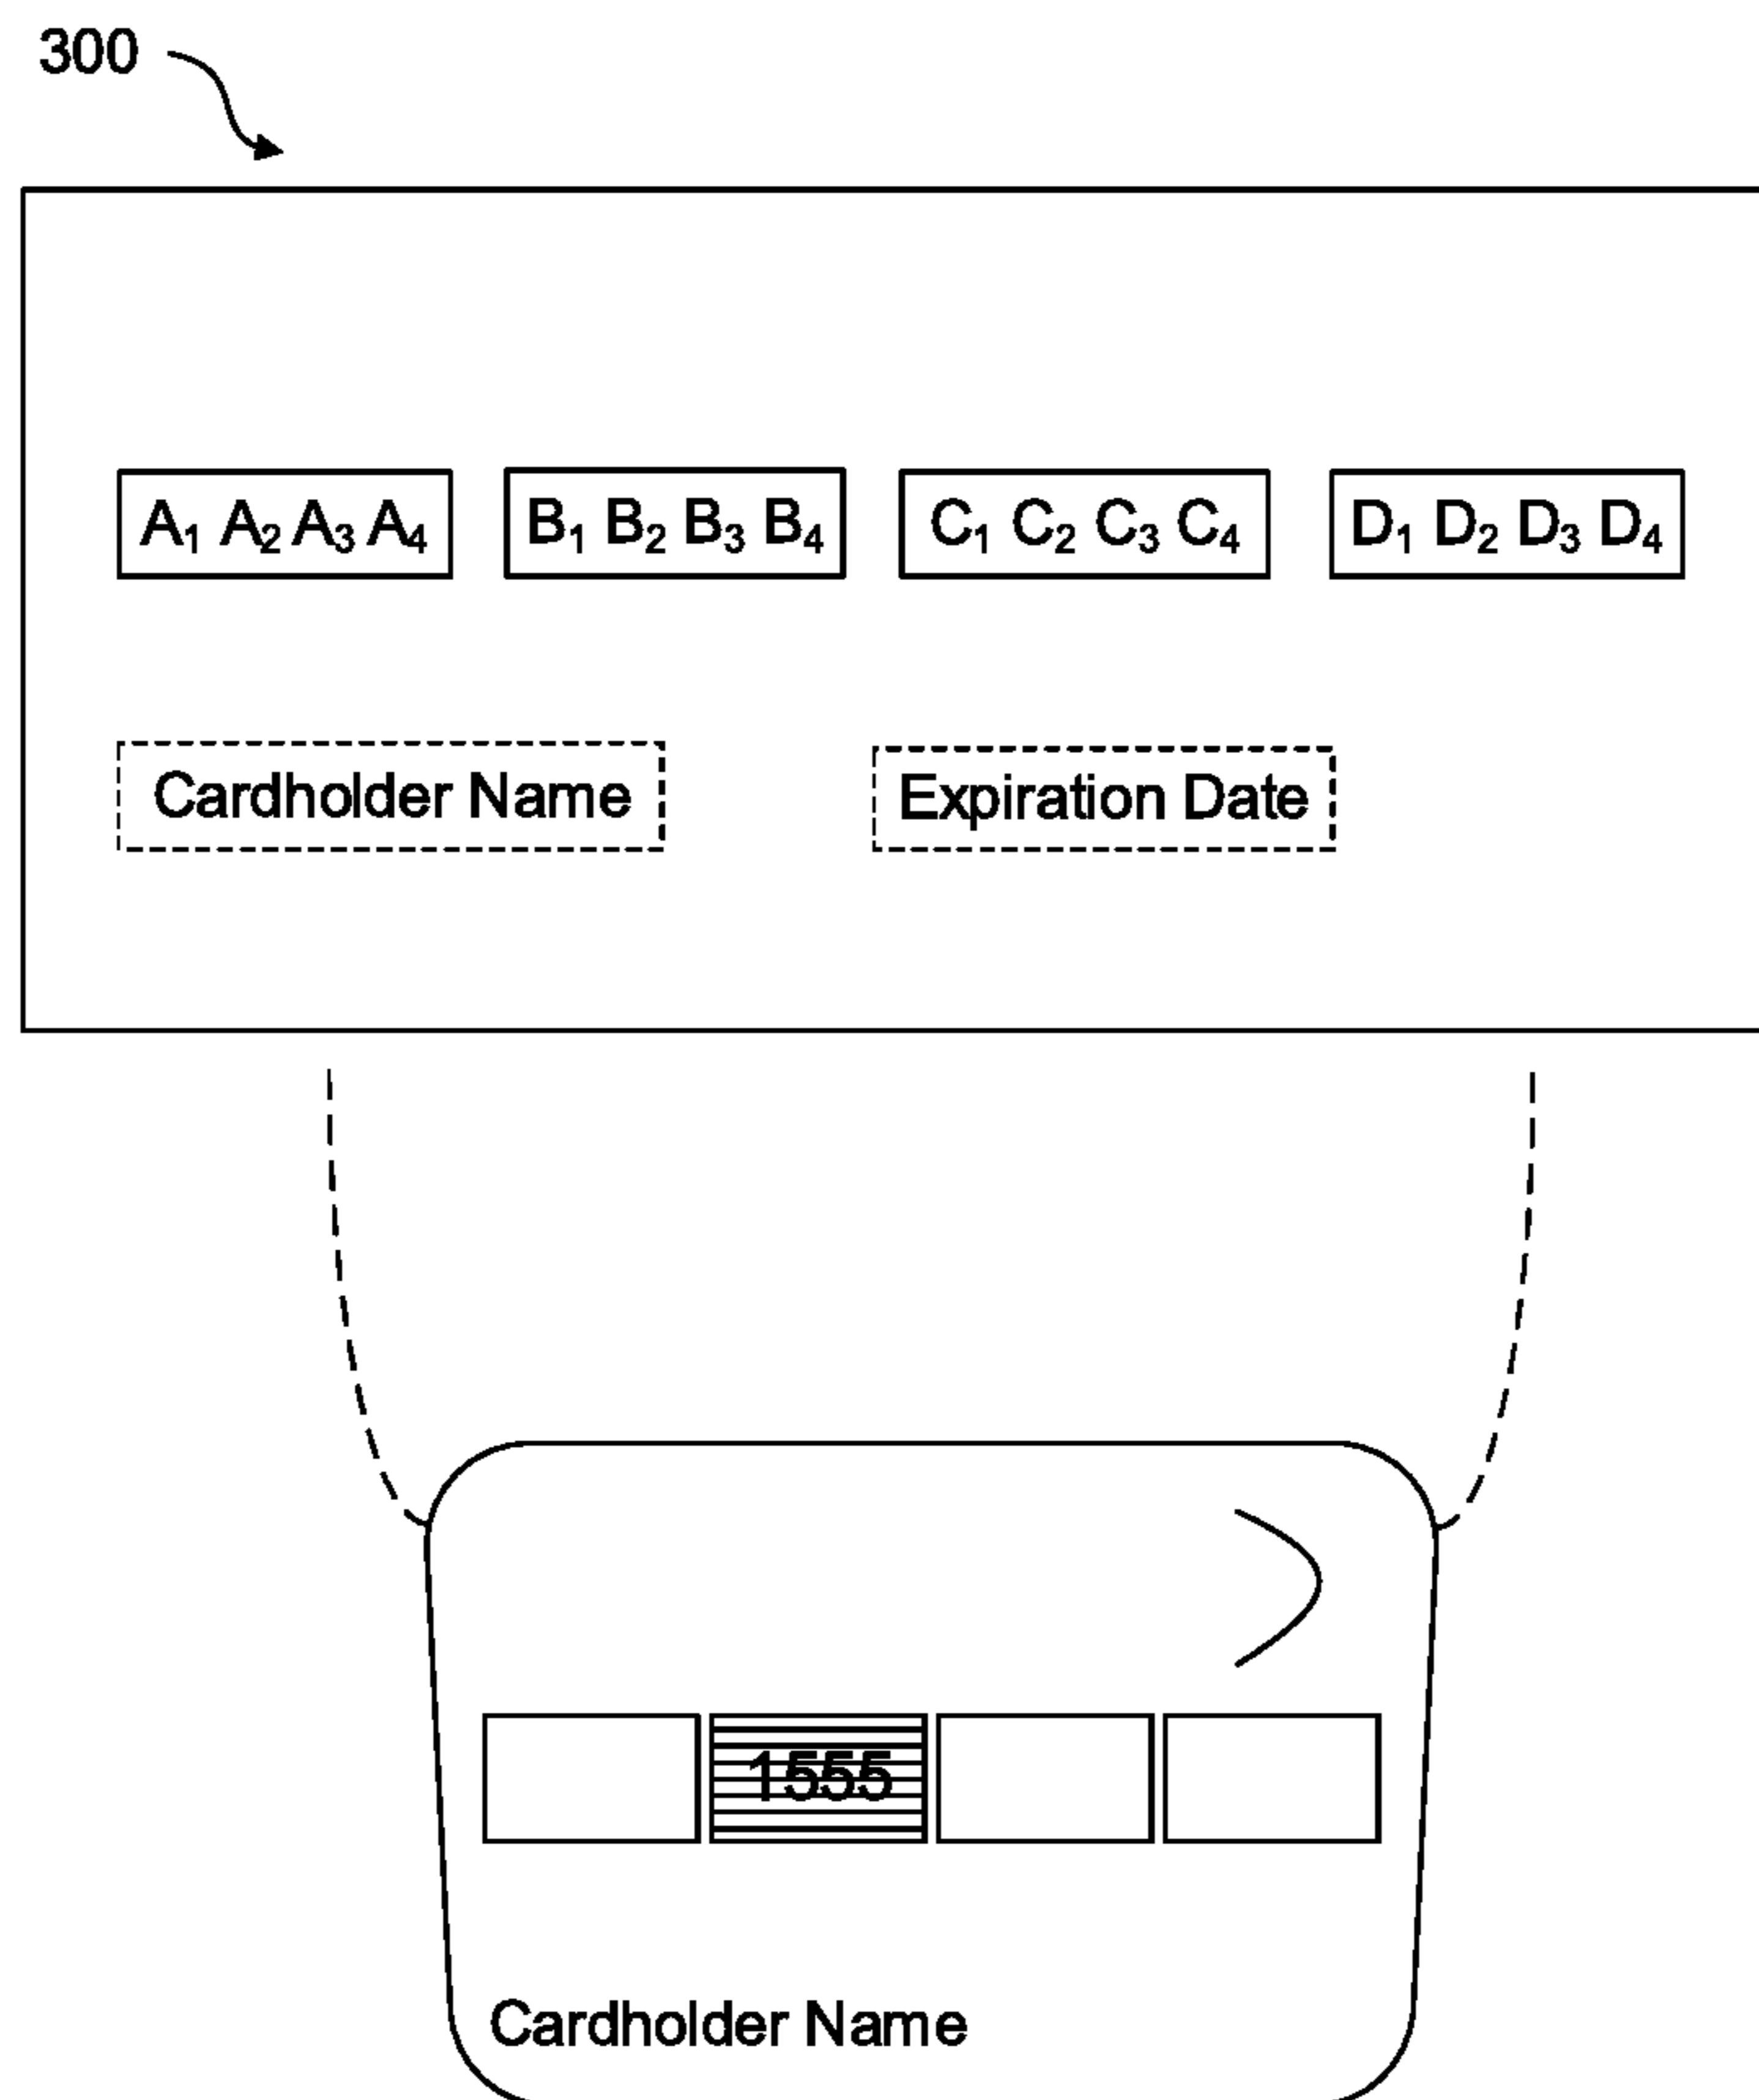 300
A₁ A₂ A₃ A₄ B₁ B₂ B₃ B₄ C₁ C₂ C₃ C₄ D₁ D₂ D₃ D₄
Cardholder Name Expiration Date
1555
Cardholder Name